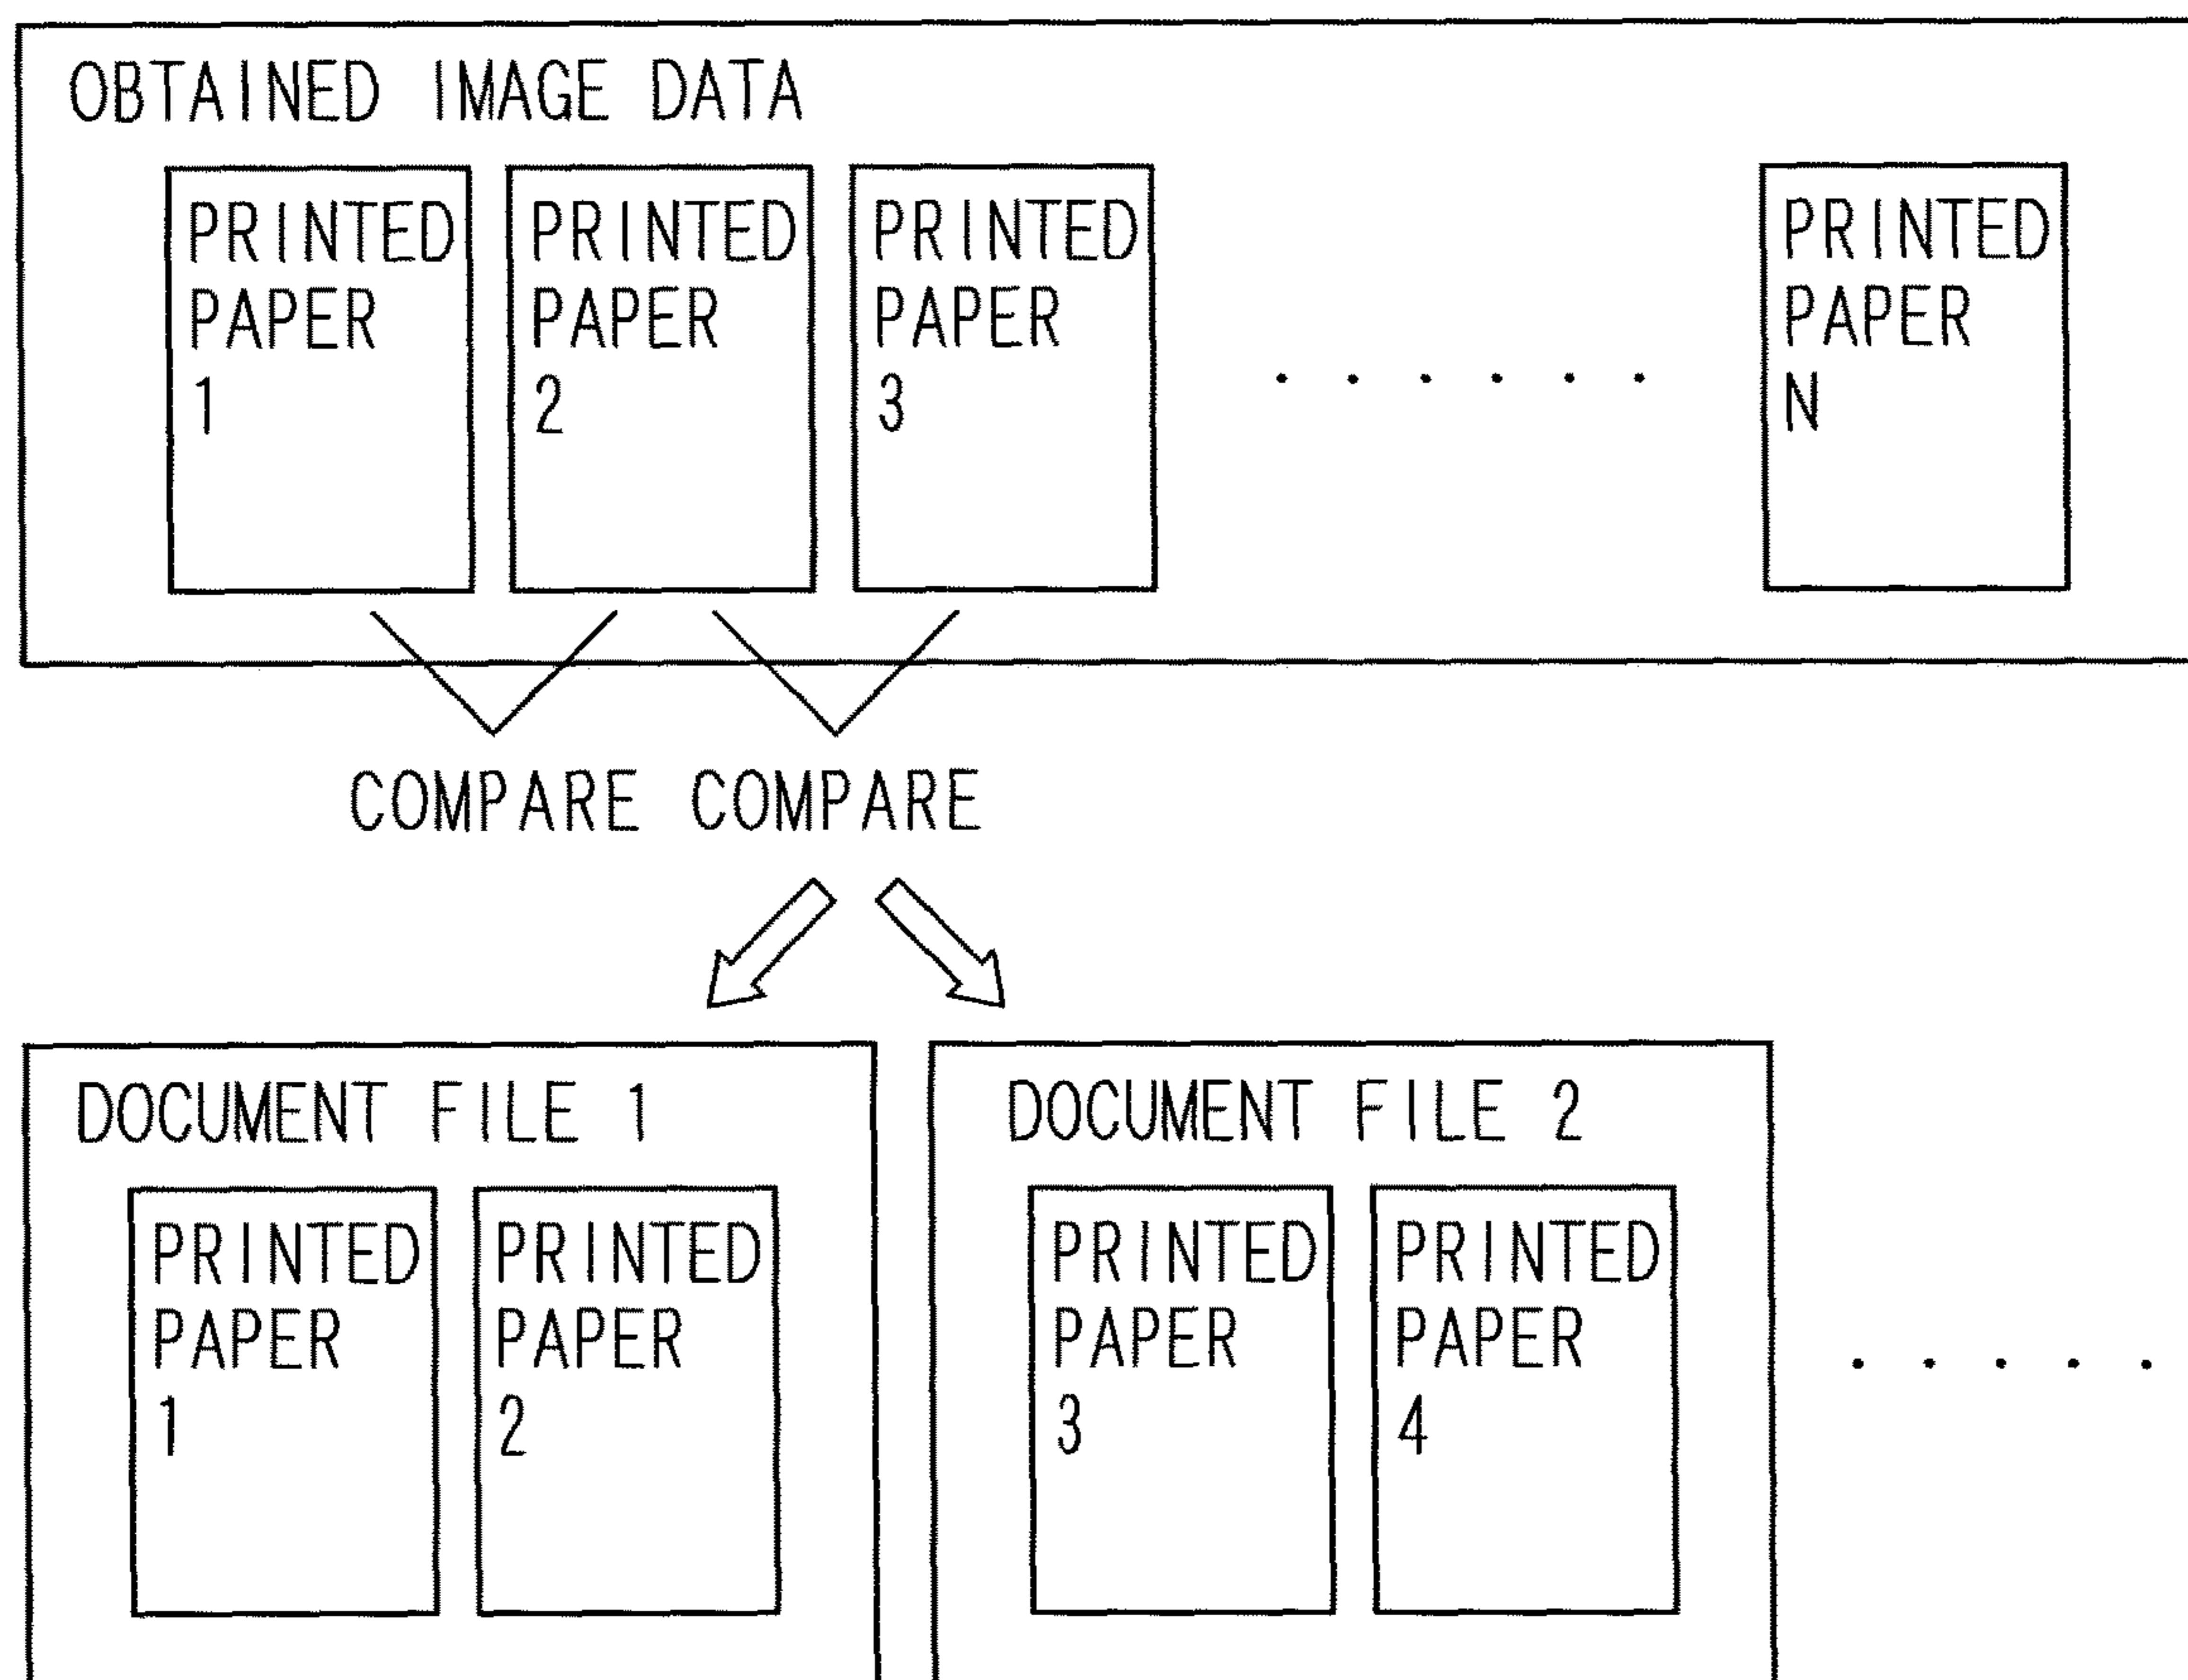 OBTAINED IMAGE DATA
PRINTED
PAPER
1
PRINTED
PAPER
2
PRINTED
PAPER
3
. . . . . .
PRINTED
PAPER
N
COMPARE COMPARE
DOCUMENT FILE 1
PRINTED
PAPER
1
PRINTED
PAPER
2
DOCUMENT FILE 2
PRINTED
PAPER
3
PRINTED
PAPER
4
. . . . .